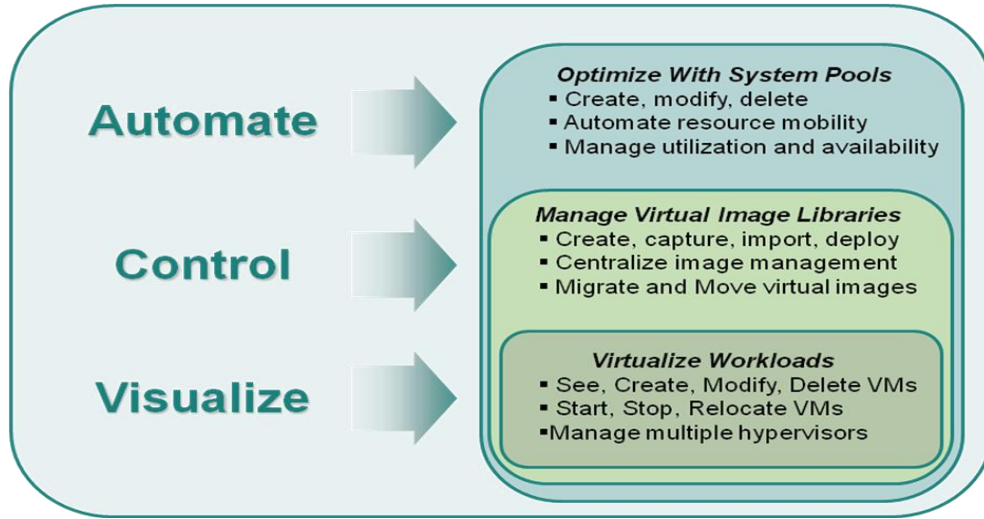 Automate
Optimize With System Pools
▪ Create, modify, delete
▪ Automate resource mobility
▪ Manage utilization and availability
Control
Manage Virtual Image Libraries
▪ Create, capture, import, deploy
▪ Centralize image management
▪ Migrate and Move virtual images
Visualize
Virtualize Workloads
▪ See, Create, Modify, Delete VMs
▪ Start, Stop, Relocate VMs
▪Manage multiple hypervisors